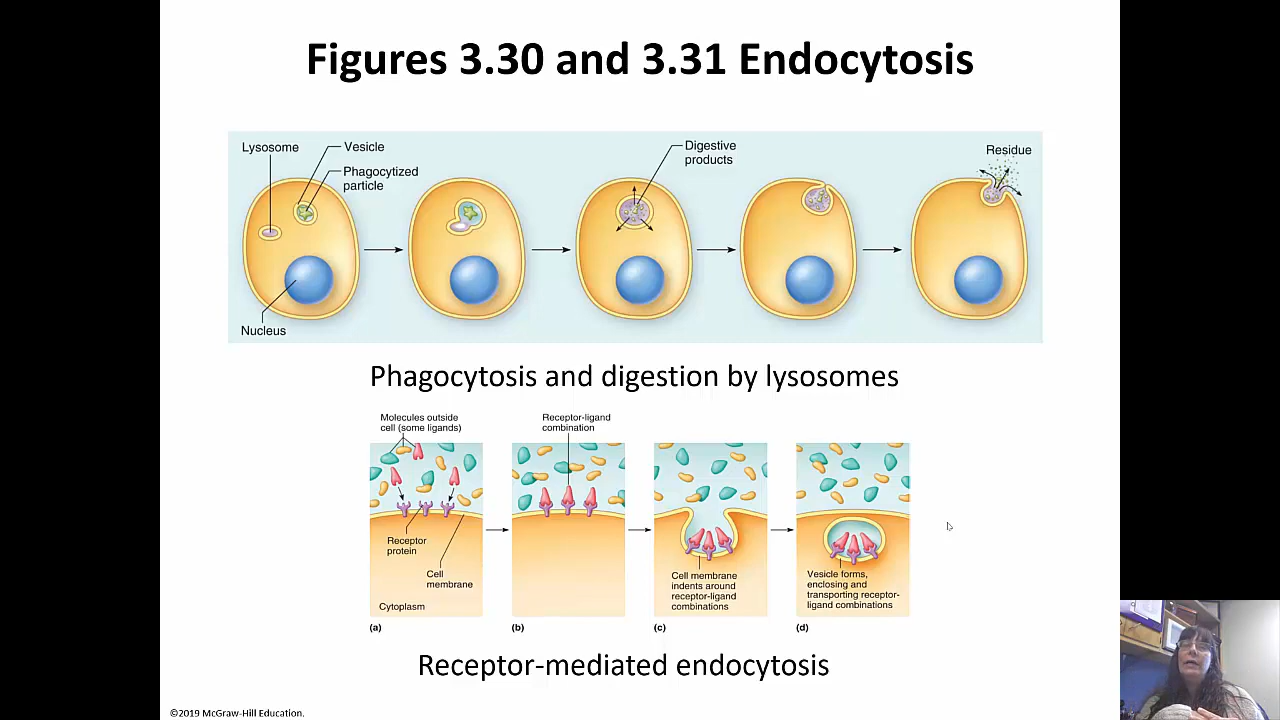 Figures 3.30 and 3.31 Endocytosis
Lysosome
Vesicle
Phagocytized
particle
Digestive
products
Residue
Nucleus
Phagocytosis and digestion by lysosomes
Molecules outside
cell (some ligands)
Receptor-ligand
combination
Receptor
protein
Cell
membrane
Cytoplasm
Cell membrane
indents around
receptor-ligand
combinations
Vesicle forms,
enclosing and
transporting receptor-
ligand combinations
(a)
(b)
(c)
(d)
Receptor-mediated endocytosis
©2019 McGraw-Hill Education.